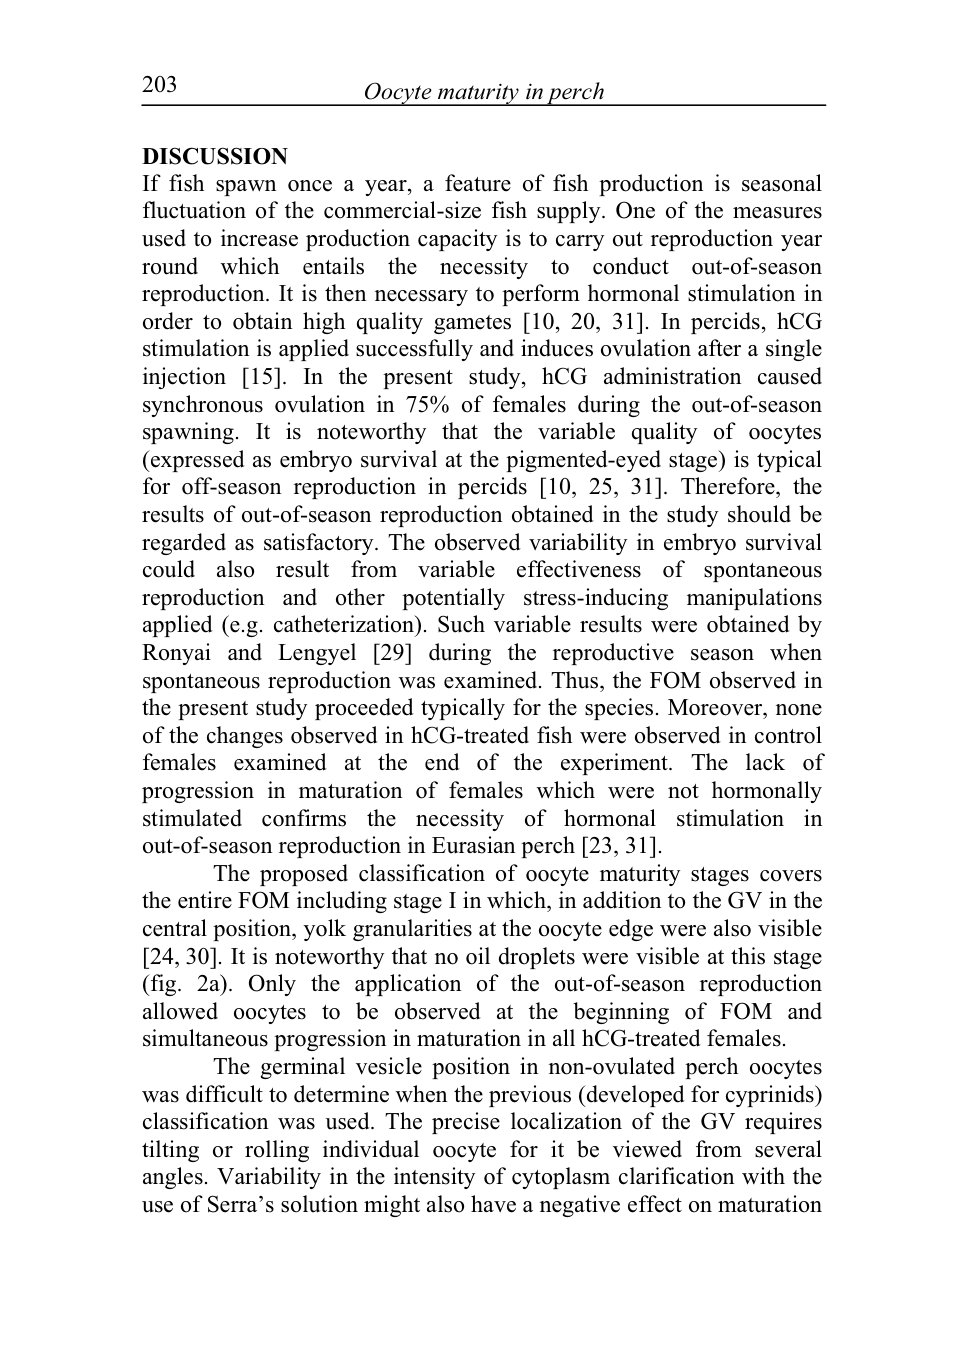 203
Oocyte maturity in perch
DISCUSSION
If fish spawn once a year, a feature of fish production is seasonal
fluctuation of the commercial-size fish supply. One of the measures
used to increase production capacity is to carry out reproduction year
round which entails the necessity to conduct out-of-season
reproduction. It is then necessary to perform hormonal stimulation in
order to obtain high quality gametes [10, 20, 31]. In percids, hCG
stimulation is applied successfully and induces ovulation after a single
injection [15]. In the present study, hCG administration caused
synchronous ovulation in 75% of females during the out-of-season
spawning. It is noteworthy that the variable quality of oocytes
(expressed as embryo survival at the pigmented-eyed stage) is typical
for off-season reproduction in percids [10, 25, 31]. Therefore, the
results of out-of-season reproduction obtained in the study should be
regarded as satisfactory. The observed variability in embryo survival
could also result from variable effectiveness of spontaneous
reproduction and other potentially stress-inducing manipulations
applied (e.g. catheterization). Such variable results were obtained by
Ronyai and Lengyel [29] during the reproductive season when
spontaneous reproduction was examined. Thus, the FOM observed in
the present study proceeded typically for the species. Moreover, none
of the changes observed in hCG-treated fish were observed in control
females examined at the end of the experiment. The lack of
progression in maturation of females which were not hormonally
stimulated confirms the necessity of hormonal stimulation in
out-of-season reproduction in Eurasian perch [23, 31].
The proposed classification of oocyte maturity stages covers
the entire FOM including stage I in which, in addition to the GV in the
central position, yolk granularities at the oocyte edge were also visible
[24, 30]. It is noteworthy that no oil droplets were visible at this stage
(fig. 2a). Only the application of the out-of-season reproduction
allowed oocytes to be observed at the beginning of FOM and
simultaneous progression in maturation in all hCG-treated females.
The germinal vesicle position in non-ovulated perch oocytes
was difficult to determine when the previous (developed for cyprinids)
classification was used. The precise localization of the GV requires
tilting or rolling individual oocyte for it be viewed from several
angles. Variability in the intensity of cytoplasm clarification with the
use of Serra’s solution might also have a negative effect on maturation